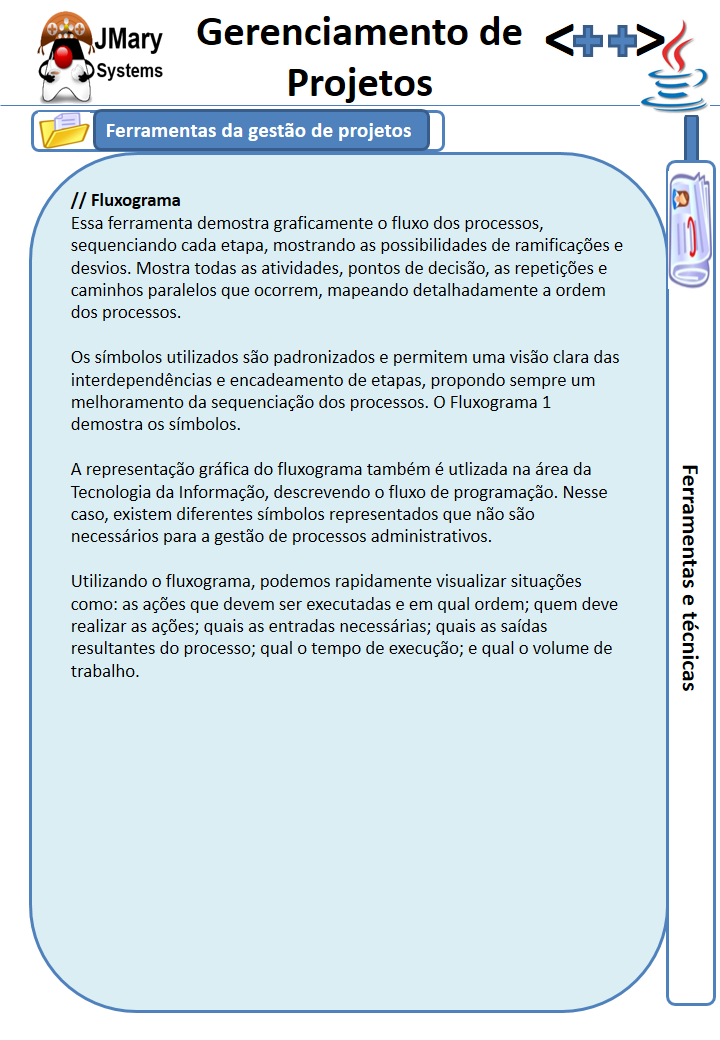 JMary
Systems
Gerenciamento de
Projetos
<++>
Ferramentas da gestão de projetos
// Fluxograma
Essa ferramenta demostra graficamente o fluxo dos processos,
sequenciando cada etapa, mostrando as possibilidades de ramificações e
desvios. Mostra todas as atividades, pontos de decisão, as repetições e
caminhos paralelos que ocorrem, mapeando detalhadamente a ordem
dos processos.
Os símbolos utilizados são padronizados e permitem uma visão clara das
interdependências e encadeamento de etapas, propondo sempre um
melhoramento da sequenciação dos processos. O Fluxograma 1
demostra os símbolos.
A representação gráfica do fluxograma também é utlizada na área da
Tecnologia da Informação, descrevendo o fluxo de programação. Nesse
caso, existem diferentes símbolos representados que não são
necessários para a gestão de processos administrativos.
Utilizando o fluxograma, podemos rapidamente visualizar situações
como: as ações que devem ser executadas e em qual ordem; quem deve
realizar as ações; quais as entradas necessárias; quais as saídas
resultantes do processo; qual o tempo de execução; e qual o volume de
trabalho.
Ferramentas e técnicas